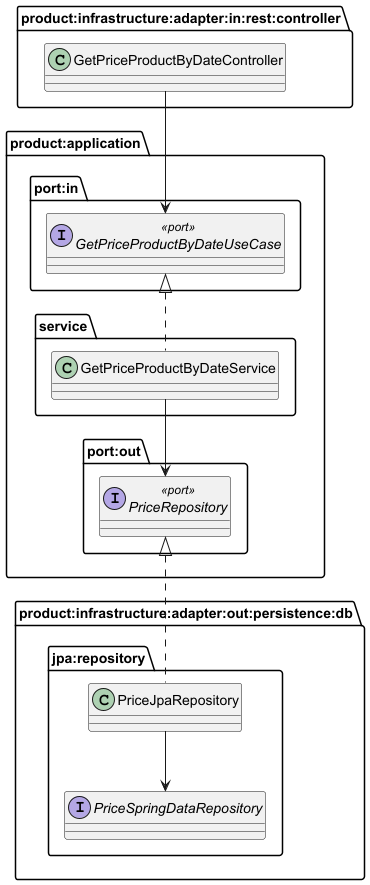 product:infrastructure:adapter:in:rest:controller
C GetPriceProductByDateController
product:application
port:in
«port»
I GetPriceProductByDateUseCase
service
C GetPriceProductByDateService
port:out
«port»
I PriceRepository
product:infrastructure:adapter:out:persistence:db
jpa:repository
C PriceJpaRepository
I PriceSpringDataRepository